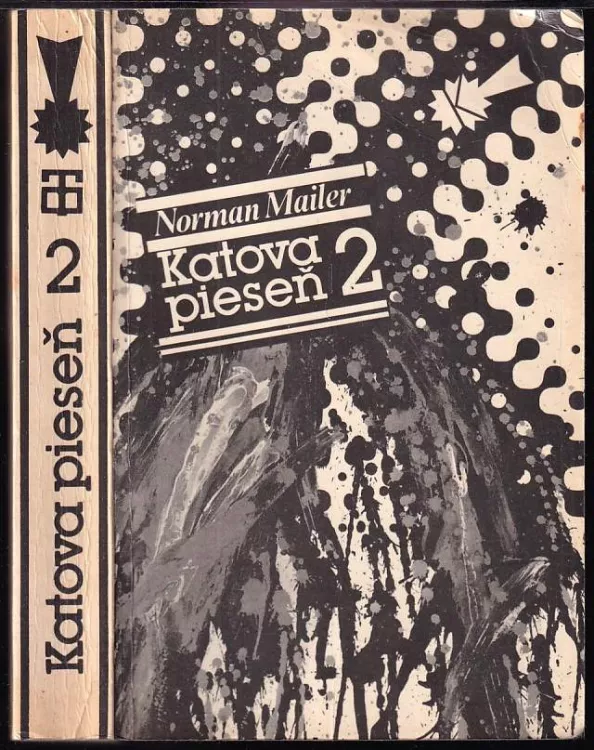 Katova pieseň 2
Norman Mailer
Katova
pieseň 2